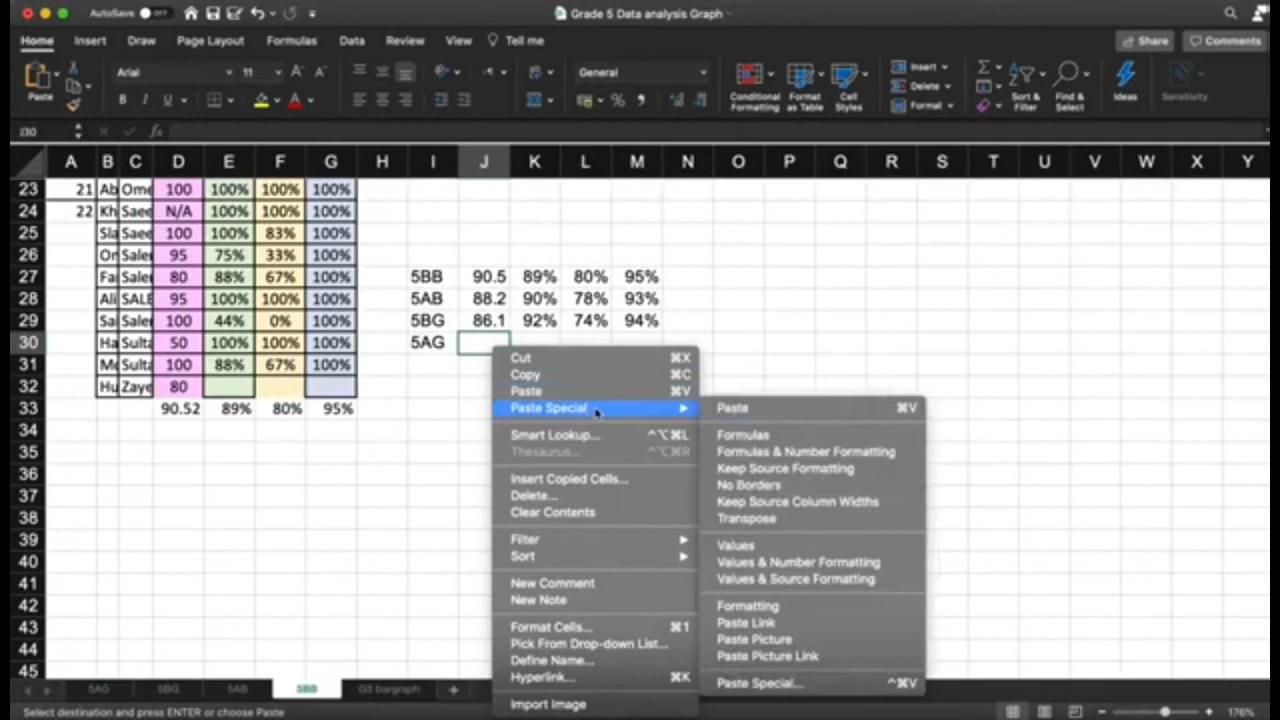 AutoSave OFF Grade 5 Data analysis Graph
Home Insert Draw Page Layout Formulas Data Review View Tell me Share Comments
Paste Arial 11 A^ A B I U A General % Conditional Formatting Format as Table Cell Styles Insert Delete Format Sort & Filter Find & Select Ideas Sensitivity
J30 fx
A B C D E F G H I J K L M N O P Q R S T U V W X Y
23 21 Ab Ome 100 100% 100% 100%
24 22 Kh Saee N/A 100% 100% 100%
25 Sla Saee 100 100% 83% 100%
26 Or Saler 95 75% 33% 100%
27 Fa Saler 80 88% 67% 100% 5BB 90.5 89% 80% 95%
28 Ali SALE 95 100% 100% 100% 5AB 88.2 90% 78% 93%
29 Sa Saler 100 44% 0% 100% 5BG 86.1 92% 74% 94%
30 Ha Sulta 50 100% 100% 100% 5AG
31 Mc Sulta 100 88% 67% 100%
32 Hu Zaye 80
33 90.52 89% 80% 95%
34
35
36
37
38
39
40
41
42
43
44
45
Cut ⌘X
Copy ⌘C
Paste ⌘V
Paste Special ▶
Smart Lookup... ^⌥⌘L
Thesaurus... ^⌥⌘R
Insert Copied Cells...
Delete...
Clear Contents
Filter ▶
Sort ▶
New Comment
New Note
Format Cells... ⌘1
Pick From Drop-down List...
Define Name...
Hyperlink... ⌘K
Import Image
Paste ⌘V
Formulas
Formulas & Number Formatting
Keep Source Formatting
No Borders
Keep Source Column Widths
Transpose
Values
Values & Number Formatting
Values & Source Formatting
Formatting
Paste Link
Paste Picture
Paste Picture Link
Paste Special... ^⌘V
5AG 5BG 5AB 5BB G5 bargraph +
Select destination and press ENTER or choose Paste 176%